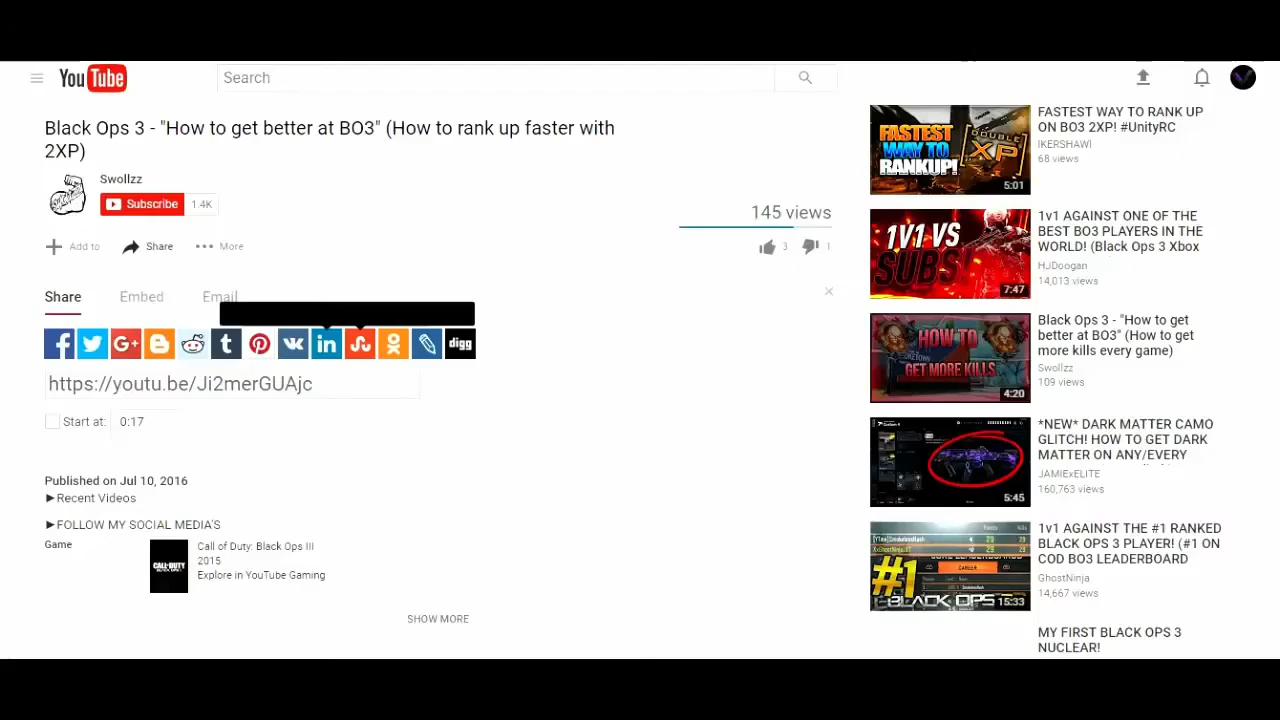 YouTube
Search
Black Ops 3 - "How to get better at BO3" (How to rank up faster with
2XP)
Swollzz
Subscribe 1.4K
145 views
Add to Share More
3 1
Share Embed Email
digg
https://youtu.be/Ji2merGUAjc
Start at: 0:17
Published on Jul 10, 2016
►Recent Videos
►FOLLOW MY SOCIAL MEDIA'S
Game
CALL·DUTY
BLACK OPS
Call of Duty: Black Ops III
2015
Explore in YouTube Gaming
SHOW MORE
FASTEST
WAY TO
RANKUP!
DOUBLE
XP
5:01
FASTEST WAY TO RANK UP
ON BO3 2XP! #UnityRC
IKERSHAWI
68 views
1V1 VS
SUBS!
7:47
1v1 AGAINST ONE OF THE
BEST BO3 PLAYERS IN THE
WORLD! (Black Ops 3 Xbox
HJDoogan
14,013 views
HOW TO
GET MORE KILLS
4:20
Black Ops 3 - "How to get
better at BO3" (How to get
more kills every game)
Swollzz
109 views
5:45
*NEW* DARK MATTER CAMO
GLITCH! HOW TO GET DARK
MATTER ON ANY/EVERY
JAMIExELITE
160,763 views
CAREER
#1
BLACK OPS
15:33
1v1 AGAINST THE #1 RANKED
BLACK OPS 3 PLAYER! (#1 ON
COD BO3 LEADERBOARD
GhostNinja
14,667 views
MY FIRST BLACK OPS 3
NUCLEAR!